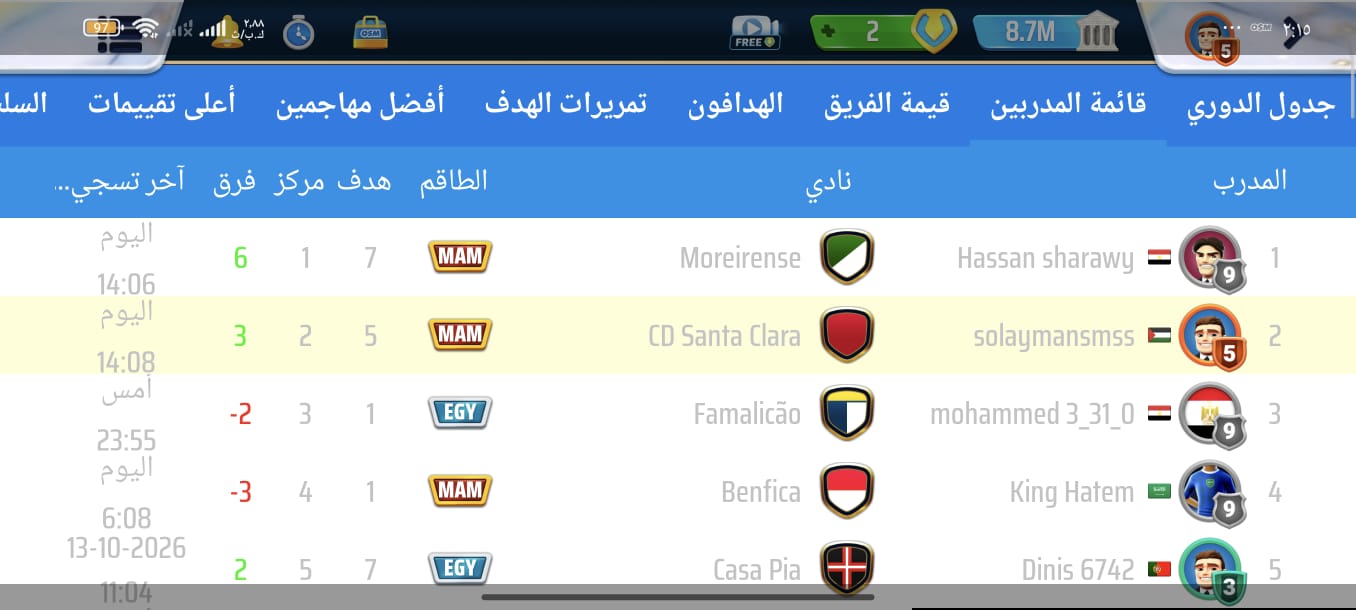 ٢:١٥ OSM ... 5 8.7M 2 + FREE OSM ٢٫٨٨ ك.ب/ث 97
جدول الدوري قائمة المدربين قيمة الفريق الهدافون تمريرات الهدف أفضل مهاجمين أعلى تقييمات السلـ
المدرب نادي الطاقم هدف مركز فرق آخر تسجي...
1 9 Hassan sharawy Moreirense MAM 7 1 6 اليوم 14:06
2 5 solaymansmss CD Santa Clara MAM 5 2 3 اليوم 14:08
3 9 mohammed 3_31_0 Famalicão EGY 1 3 -2 أمس 23:55
4 9 King Hatem Benfica MAM 1 4 -3 اليوم 6:08
5 3 Dinis 6742 Casa Pia EGY 7 5 2 13-10-2026 11:04